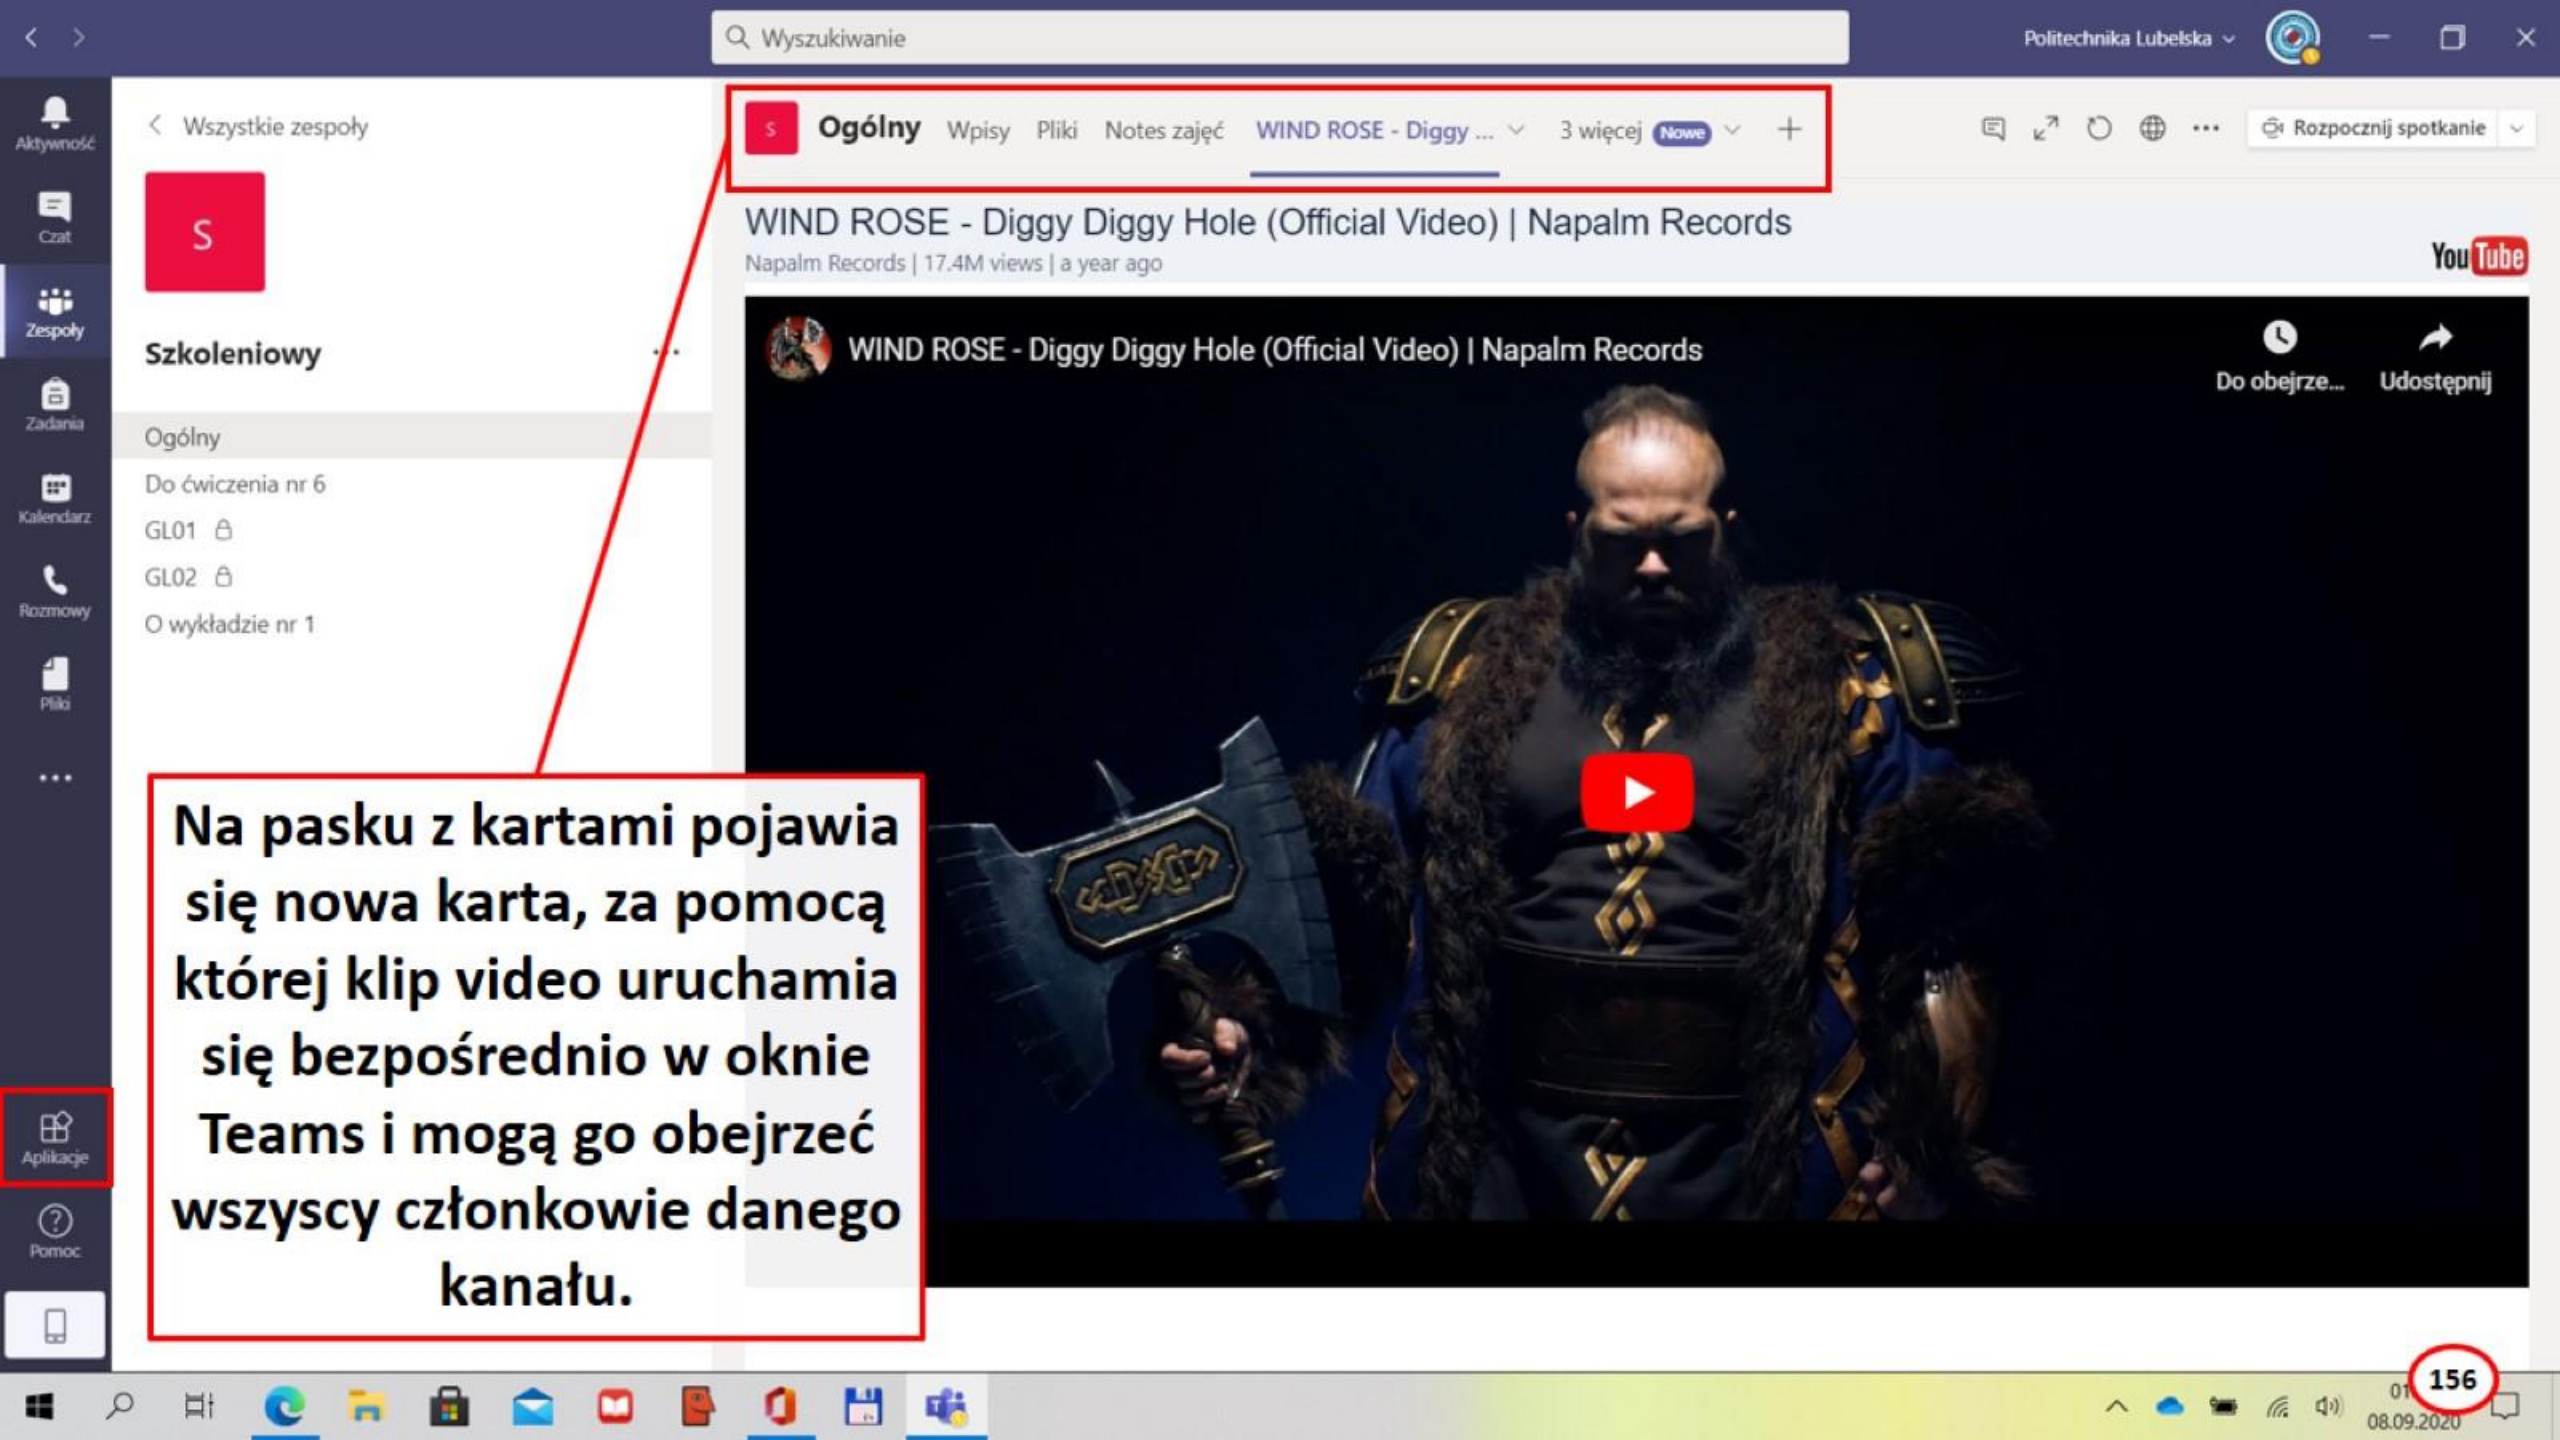 Wyszukiwanie
Politechnika Lubelska
Aktywność
Czat
Zespoły
Zadania
Kalendarz
Rozmowy
Pliki
Aplikacje
Pomoc
Wszystkie zespoły
S
Szkoleniowy
Ogólny
Do ćwiczenia nr 6
GL01
GL02
O wykładzie nr 1
S Ogólny Wpisy Pliki Notes zajęć WIND ROSE - Diggy ... 3 więcej Nowe +
Rozpocznij spotkanie
WIND ROSE - Diggy Diggy Hole (Official Video) | Napalm Records
Napalm Records | 17.4M views | a year ago
YouTube
WIND ROSE - Diggy Diggy Hole (Official Video) | Napalm Records
Do obejrze...
Udostępnij
Na pasku z kartami pojawia
się nowa karta, za pomocą
której klip video uruchamia
się bezpośrednio w oknie
Teams i mogą go obejrzeć
wszyscy członkowie danego
kanału.
156
08.09.2020